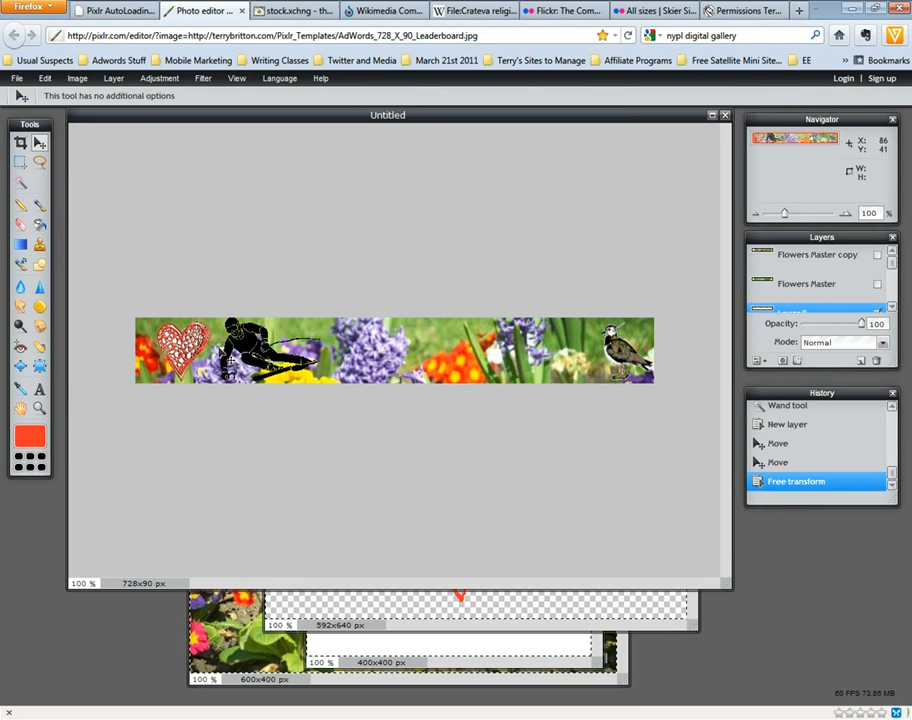 Firefox
Pixlr AutoLoadin...
Photo editor ...
stock.xchng - th...
Wikimedia Com...
File:Crateva religi...
Flickr: The Com...
All sizes | Skier Si...
Permissions Ter...
http://pixlr.com/editor/?image=http://terrybritton.com/Pixlr_Templates/AdWords_728_X_90_Leaderboard.jpg
nypl digital gallery
Usual Suspects
Adwords Stuff
Mobile Marketing
Writing Classes
Twitter and Media
March 21st 2011
Terry's Sites to Manage
Affiliate Programs
Free Satellite Mini Site...
EE
»
Bookmarks
File Edit Image Layer Adjustment Filter View Language Help
Login | Sign up
This tool has no additional options
Tools
Untitled
Navigator
X: 86
Y: 41
W:
H:
100 %
Layers
Flowers Master copy
Flowers Master
Opacity: 100
Mode: Normal
History
Wand tool
New layer
Move
Move
Free transform
100 % 728x90 px
100 % 592x640 px
100 % 400x400 px
100 % 600x400 px
60 FPS 73.86 MB